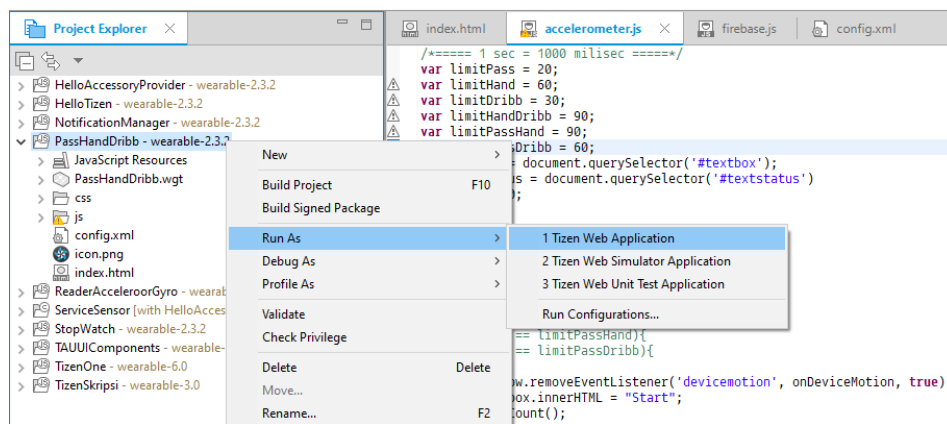 Project Explorer
index.html
accelerometer.js
firebase.js
config.xml
HelloAccessoryProvider - wearable-2.3.2
HelloTizen - wearable-2.3.2
NotificationManager - wearable-2.3.2
PassHandDribb - wearable-2.3.2
JavaScript Resources
PassHandDribb.wgt
css
js
config.xml
icon.png
index.html
ReaderAcceleroorGyro - wearab
ServiceSensor [with HelloAcces
StopWatch - wearable-2.3.2
TAUUIComponents - wearable-
TizenOne - wearable-6.0
TizenSkripsi - wearable-3.0
New
Build Project F10
Build Signed Package
Run As
Debug As
Profile As
Validate
Check Privilege
Delete Delete
Move...
Rename... F2
1 Tizen Web Application
2 Tizen Web Simulator Application
3 Tizen Web Unit Test Application
Run Configurations...
/*===== 1 sec = 1000 milisec =====*/
var limitPass = 20;
var limitHand = 60;
var limitDribb = 30;
var limitHandDribb = 90;
var limitPassHand = 90;
sDribb = 60;
= document.querySelector('#textbox');
us = document.querySelector('#textstatus')
);
== limitPassHand){
== limitPassDribb){
ow.removeEventListener('devicemotion', onDeviceMotion, true)
box.innerHTML = "Start";
Count();